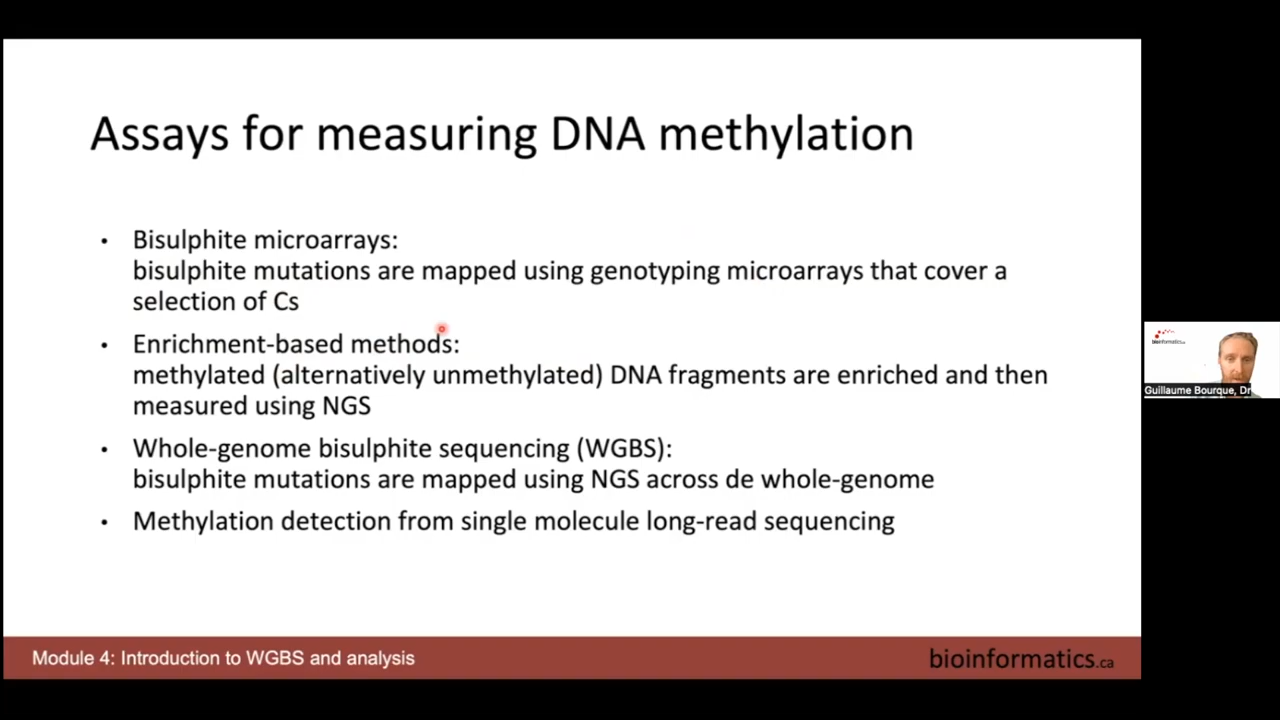 Assays for measuring DNA methylation
• Bisulphite microarrays:
bisulphite mutations are mapped using genotyping microarrays that cover a
selection of Cs
• Enrichment-based methods:
methylated (alternatively unmethylated) DNA fragments are enriched and then
measured using NGS
• Whole-genome bisulphite sequencing (WGBS):
bisulphite mutations are mapped using NGS across de whole-genome
• Methylation detection from single molecule long-read sequencing
Module 4: Introduction to WGBS and analysis
bioinformatics.ca
bioinformatics.ca
Guillaume Bourque, Dr